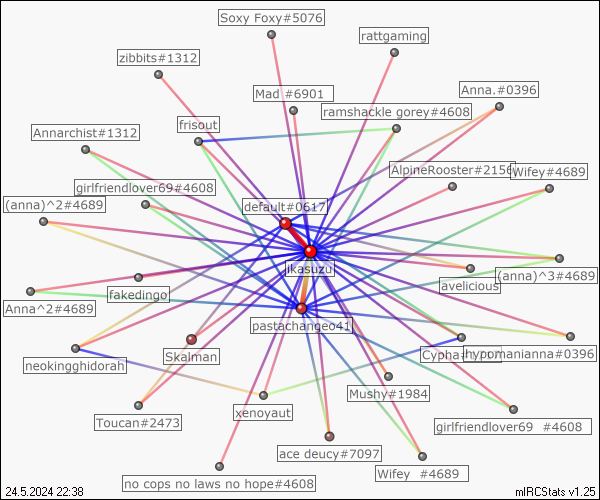 Soxy Foxy#5076
rattgaming
zibbits#1312
Mad #6901
Anna.#0396
ramshackle gorey#4608
frisout
Annarchist#1312
AlpineRooster#2156
Wifey#4689
girlfriendlover69#4608
(anna)^2#4689
default#0617
ikasuzu
(anna)^3#4689
fakedingo
avelicious
Anna^2#4689
pastachangeo41
Skalman
hypomanianna#0396
neokingghidorah
Mushy#1984
xenoyaut
Toucan#2473
girlfriendlover69 #4608
ace deucy#7097
Wifey #4689
no cops no laws no hope#4608
24.5.2024 22:38
mIRCStats v1.25